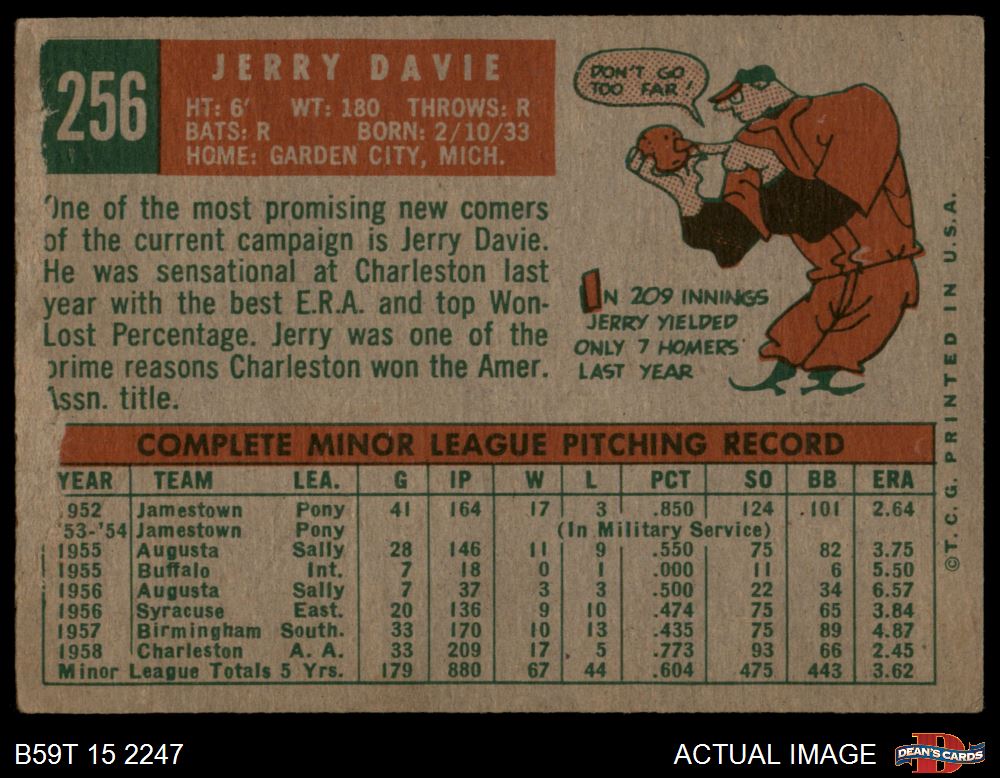 256
JERRY DAVIE
HT: 6' WT: 180 THROWS: R
BATS: R BORN: 2/10/33
HOME: GARDEN CITY, MICH.
DON'T GO
TOO FAR!
One of the most promising new comers
of the current campaign is Jerry Davie.
He was sensational at Charleston last
year with the best E.R.A. and top Won-
Lost Percentage. Jerry was one of the
prime reasons Charleston won the Amer.
Assn. title.
IN 209 INNINGS
JERRY YIELDED
ONLY 7 HOMERS
LAST YEAR
COMPLETE MINOR LEAGUE PITCHING RECORD
YEAR TEAM LEA. G IP W L PCT SO BB ERA
1952 Jamestown Pony 41 164 17 3 .850 124 101 2.64
'53-'54 Jamestown Pony (In Military Service)
1955 Augusta Sally 28 146 11 9 .550 75 82 3.75
1955 Buffalo Int. 7 18 0 1 .000 11 6 5.50
1956 Augusta Sally 7 37 3 3 .500 22 34 6.57
1956 Syracuse East. 20 136 9 10 .474 75 65 3.84
1957 Birmingham South. 33 170 10 13 .435 75 89 4.87
1958 Charleston A. A. 33 209 17 5 .773 93 66 2.45
Minor League Totals 5 Yrs. 179 880 67 44 .604 475 443 3.62
© T. C. G. PRINTED IN U.S.A.
B59T 15 2247
ACTUAL IMAGE
DEAN'S CARDS